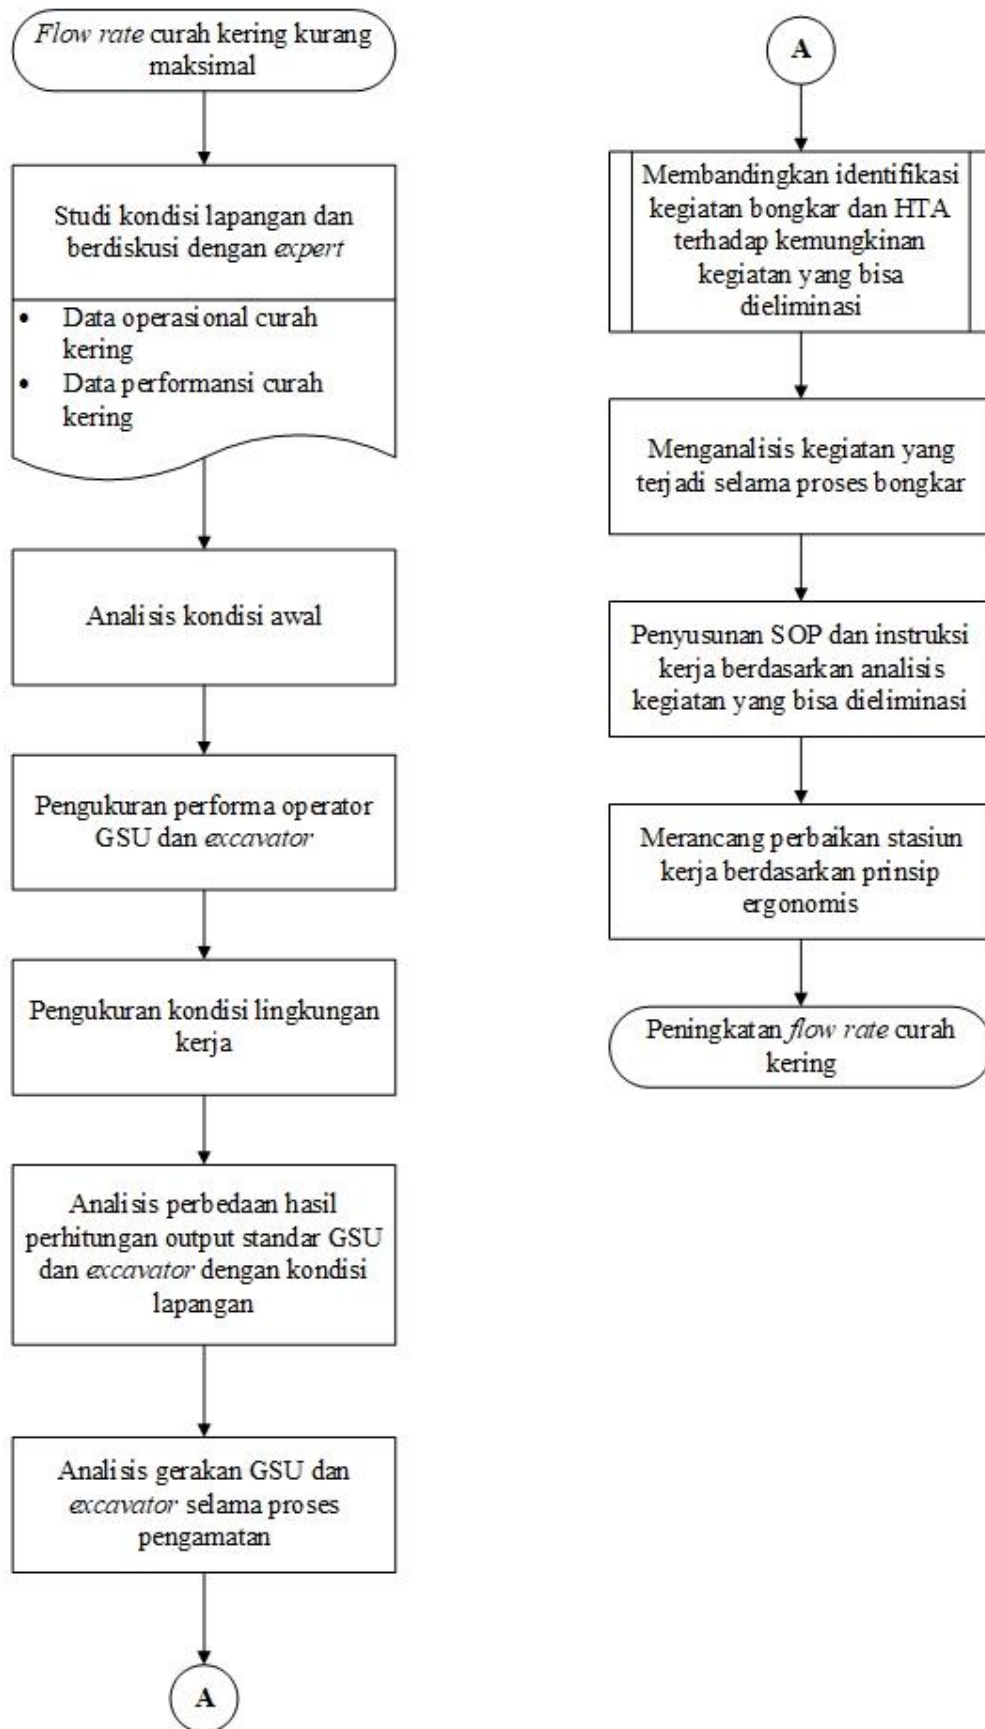 Flow rate curah kering kurang
maksimal
Studi kondisi lapangan dan
berdiskusi dengan expert
• Data operasional curah
kering
• Data performansi curah
kering
Analisis kondisi awal
Pengukuran performa operator
GSU dan excavator
Pengukuran kondisi lingkungan
kerja
Analisis perbedaan hasil
perhitungan output standar GSU
dan excavator dengan kondisi
lapangan
Analisis gerakan GSU dan
excavator selama proses
pengamatan
A
A
Membandingkan identifikasi
kegiatan bongkar dan HTA
terhadap kemungkinan
kegiatan yang bisa
dieliminasi
Menganalisis kegiatan yang
terjadi selama proses bongkar
Penyusunan SOP dan instruksi
kerja berdasarkan analisis
kegiatan yang bisa dieliminasi
Merancang perbaikan stasiun
kerja berdasarkan prinsip
ergonomis
Peningkatan flow rate curah
kering